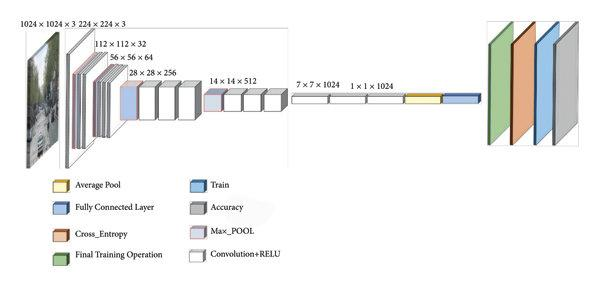 1024 × 1024 × 3 224 × 224 × 3
112 × 112 × 32
56 × 56 × 64
28 × 28 × 256
14 × 14 × 512
7 × 7 × 1024 1 × 1 × 1024
Average Pool
Train
Fully Connected Layer
Accuracy
Cross_Entropy
Max_POOL
Final Training Operation
Convolution+RELU